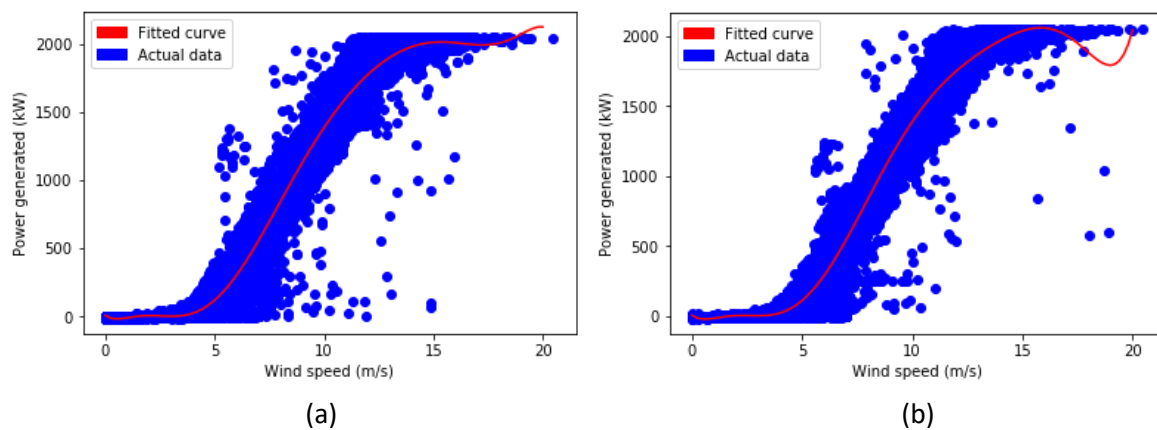 Fitted curve
Actual data
Power generated (kW)
2000
1500
1000
500
0
0 5 10 15 20
Wind speed (m/s)
(a)
Fitted curve
Actual data
Power generated (kW)
2000
1500
1000
500
0
0 5 10 15 20
Wind speed (m/s)
(b)